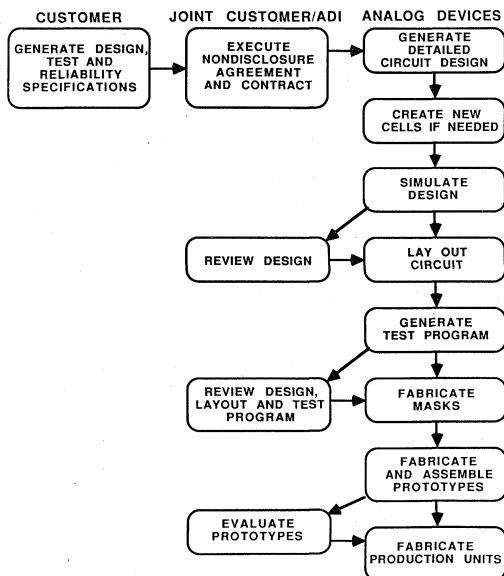 CUSTOMER
JOINT CUSTOMER/ADI
ANALOG DEVICES
GENERATE DESIGN,
TEST AND
RELIABILITY
SPECIFICATIONS
EXECUTE
NONDISCLOSURE
AGREEMENT
AND CONTRACT
GENERATE
DETAILED
CIRCUIT DESIGN
CREATE NEW
CELLS IF NEEDED
SIMULATE
DESIGN
REVIEW DESIGN
LAY OUT
CIRCUIT
GENERATE
TEST PROGRAM
REVIEW DESIGN,
LAYOUT AND TEST
PROGRAM
FABRICATE
MASKS
FABRICATE
AND ASSEMBLE
PROTOTYPES
EVALUATE
PROTOTYPES
FABRICATE
PRODUCTION UNITS